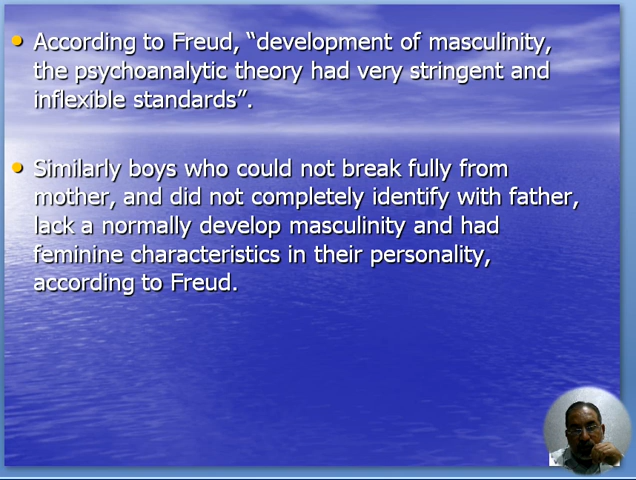 According to Freud, “development of masculinity,
the psychoanalytic theory had very stringent and
inflexible standards”.
Similarly boys who could not break fully from
mother, and did not completely identify with father,
lack a normally develop masculinity and had
feminine characteristics in their personality,
according to Freud.